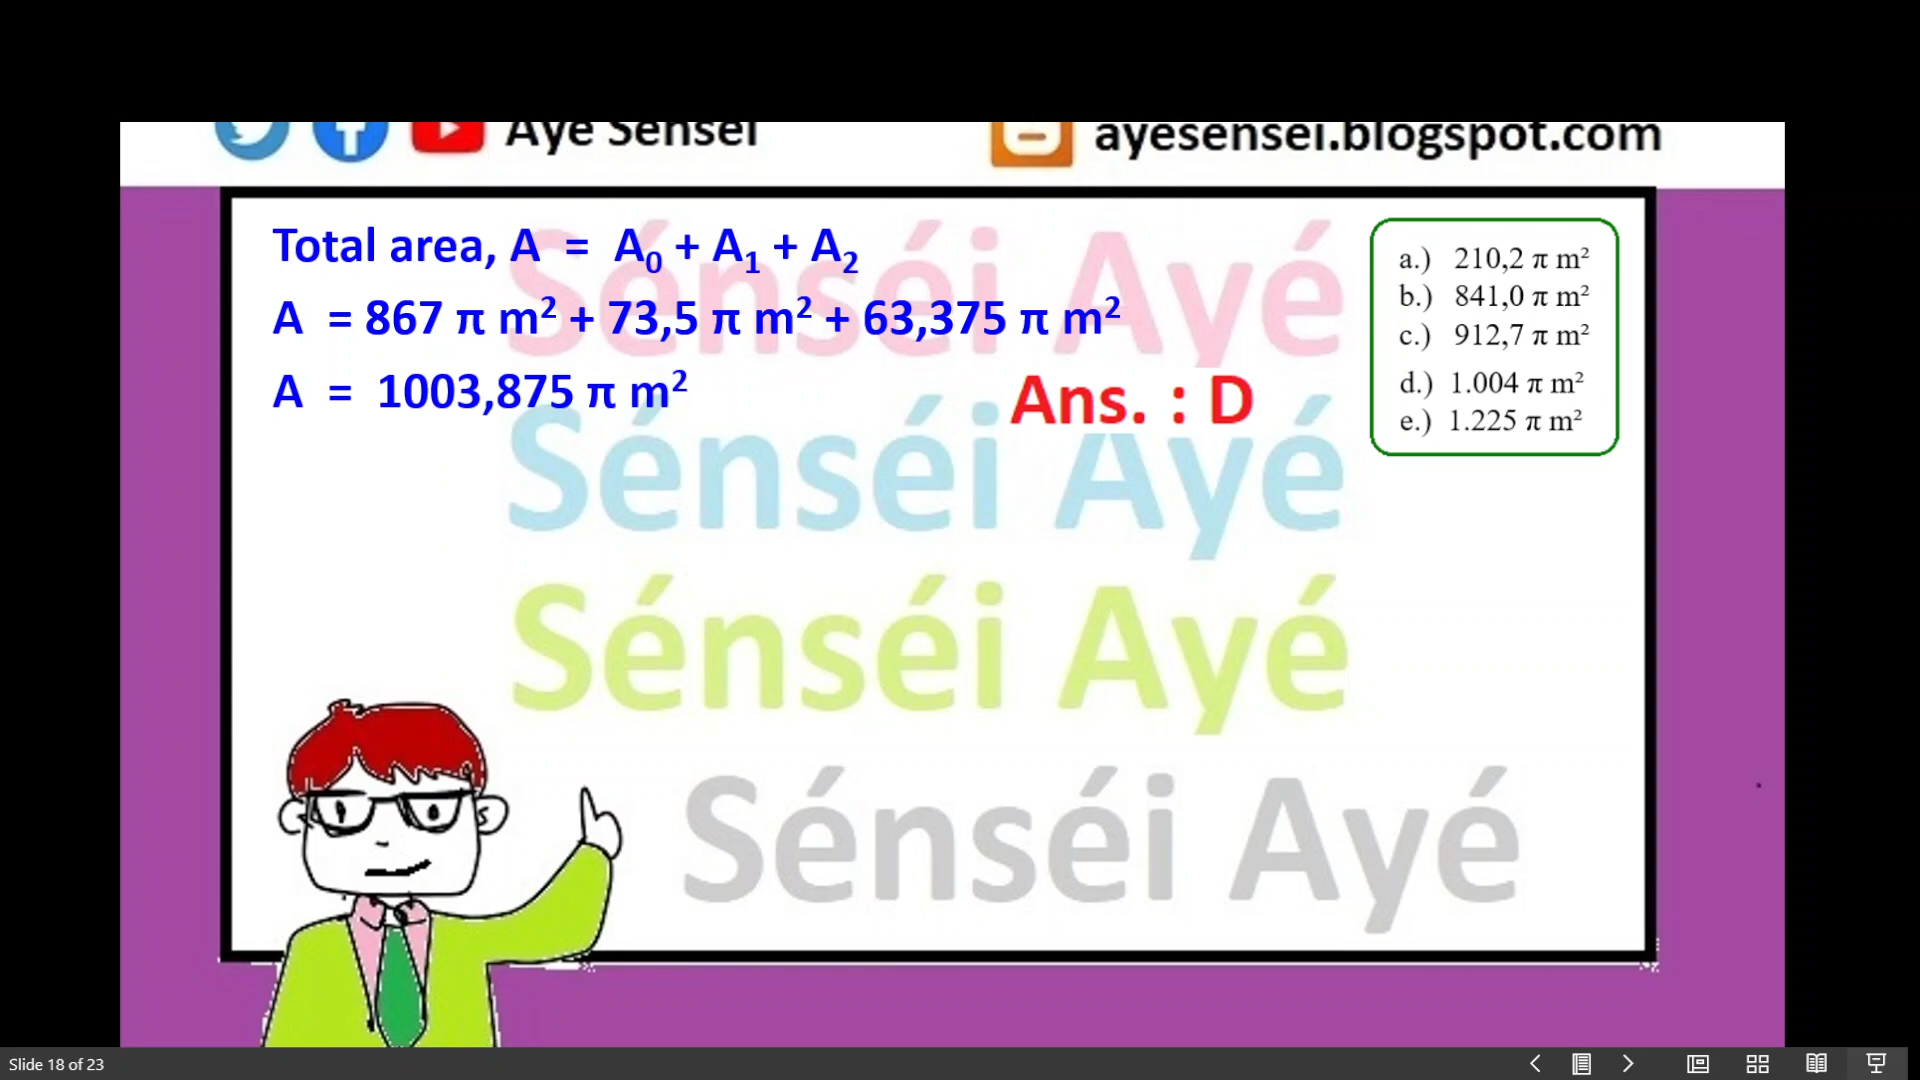 Aye Sensei
ayesensei.blogspot.com
Total area, A = A₀ + A₁ + A₂
A = 867 π m² + 73,5 π m² + 63,375 π m²
A = 1003,875 π m²
Ans. : D
a.) 210,2 π m²
b.) 841,0 π m²
c.) 912,7 π m²
d.) 1.004 π m²
e.) 1.225 π m²
Sénséi Ayé
Sénséi Ayé
Sénséi Ayé
Sénséi Ayé
Slide 18 of 23